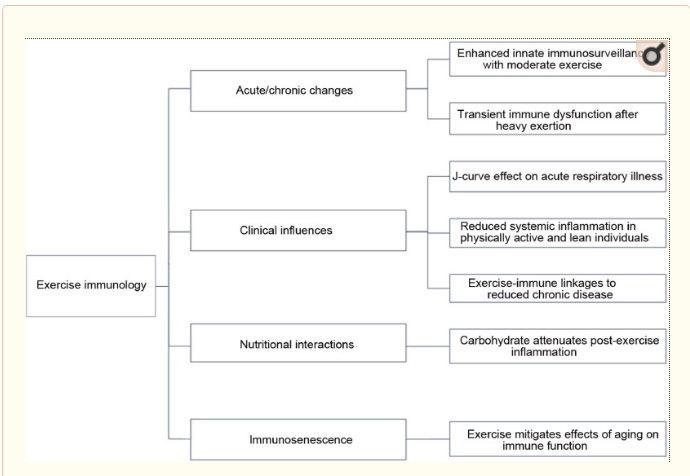 Exercise immunology
Acute/chronic changes
Enhanced innate
with moderate exercise
Transient immune dysfunction after
heavy exertion
Clinical influences
J-curve effect on acute respiratory illness
Reduced systemic inflammation in
physically active and lean individuals
Exercise-immune linkages to
reduced chronic disease
Nutritional interactions
Carbohydrate attenuates post-exercise
inflammation
Immunosenescence
Exercise mitigates effects of aging on
immune function